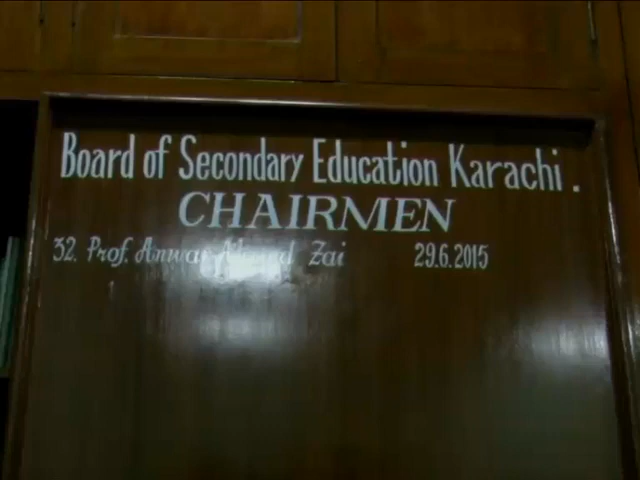 Board of Secondary Education Karachi.
CHAIRMEN
32. Prof. Anwar Zai 29.6.2015